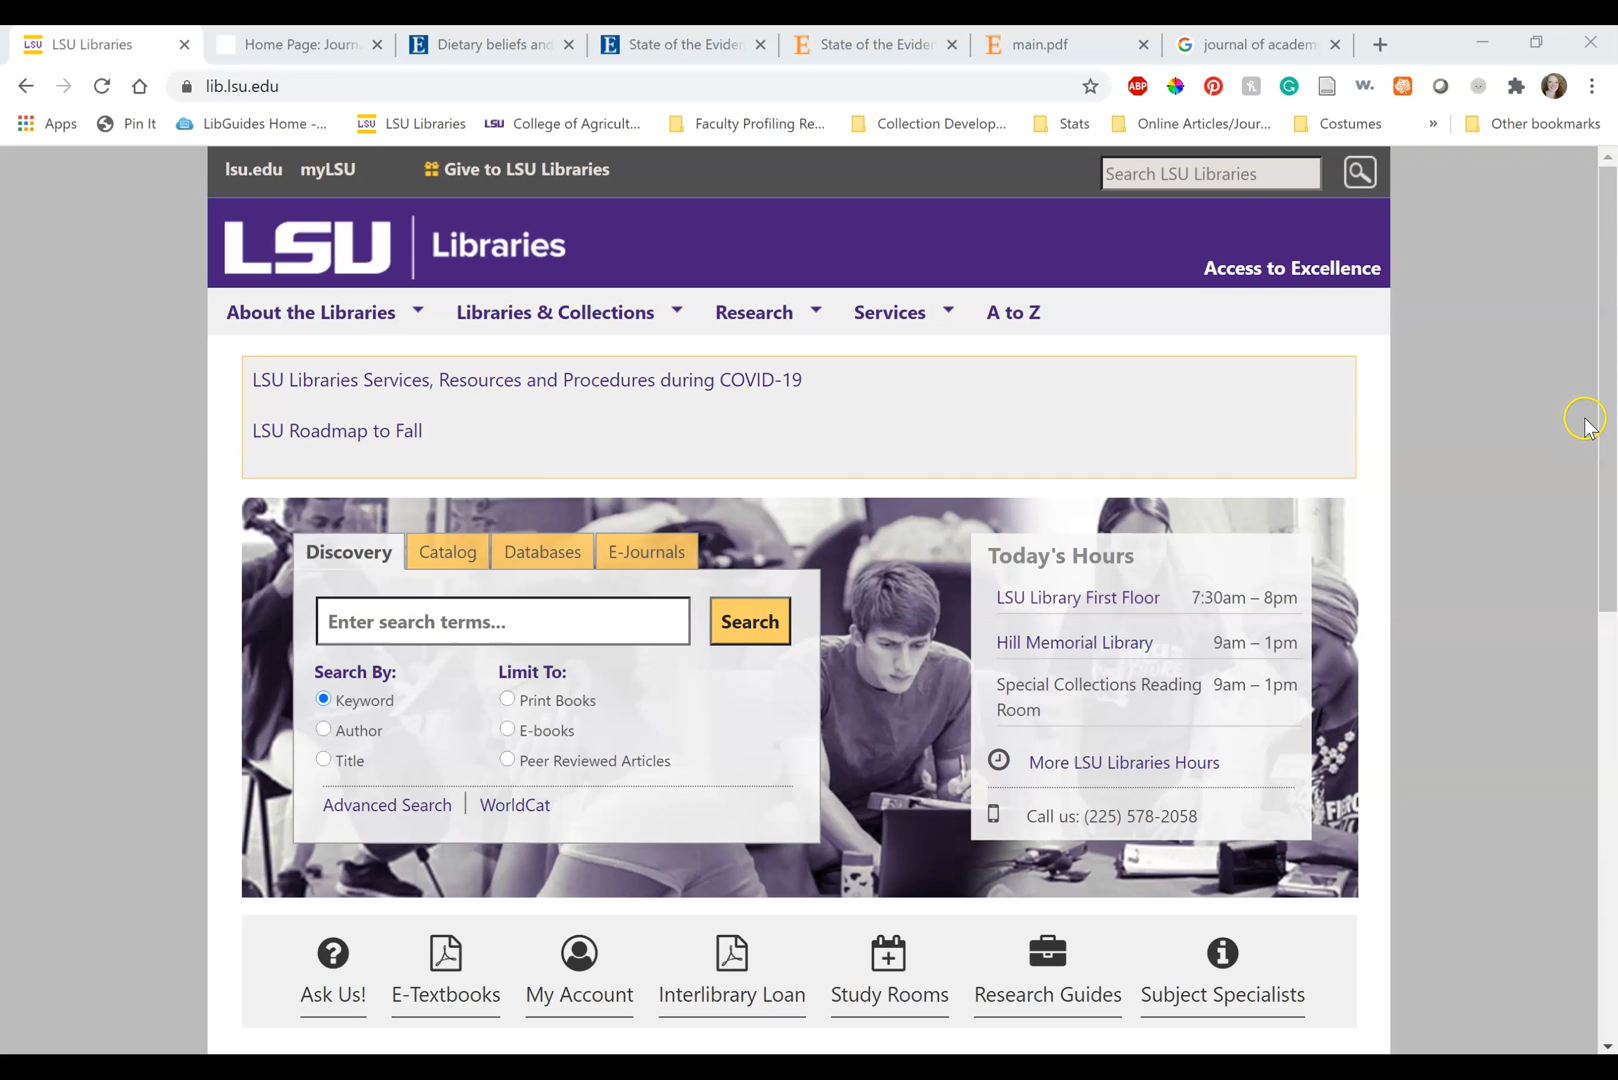 LSU LSU Libraries
Home Page: Journ
Dietary beliefs and
State of the Eviden
State of the Eviden
main.pdf
journal of academ
lib.lsu.edu
ABP
Apps
Pin It
LibGuides Home -...
LSU LSU Libraries
LSU College of Agricult...
Faculty Profiling Re...
Collection Develop...
Stats
Online Articles/Jour...
Costumes
»
Other bookmarks
lsu.edu myLSU Give to LSU Libraries
Search LSU Libraries
LSU Libraries
Access to Excellence
About the Libraries Libraries & Collections Research Services A to Z
LSU Libraries Services, Resources and Procedures during COVID-19
LSU Roadmap to Fall
Discovery Catalog Databases E-Journals
Enter search terms... Search
Search By: Limit To:
Keyword Print Books
Author E-books
Title Peer Reviewed Articles
Advanced Search | WorldCat
Today's Hours
LSU Library First Floor 7:30am – 8pm
Hill Memorial Library 9am – 1pm
Special Collections Reading 9am – 1pm
Room
More LSU Libraries Hours
Call us: (225) 578-2058
Ask Us! E-Textbooks My Account Interlibrary Loan Study Rooms Research Guides Subject Specialists